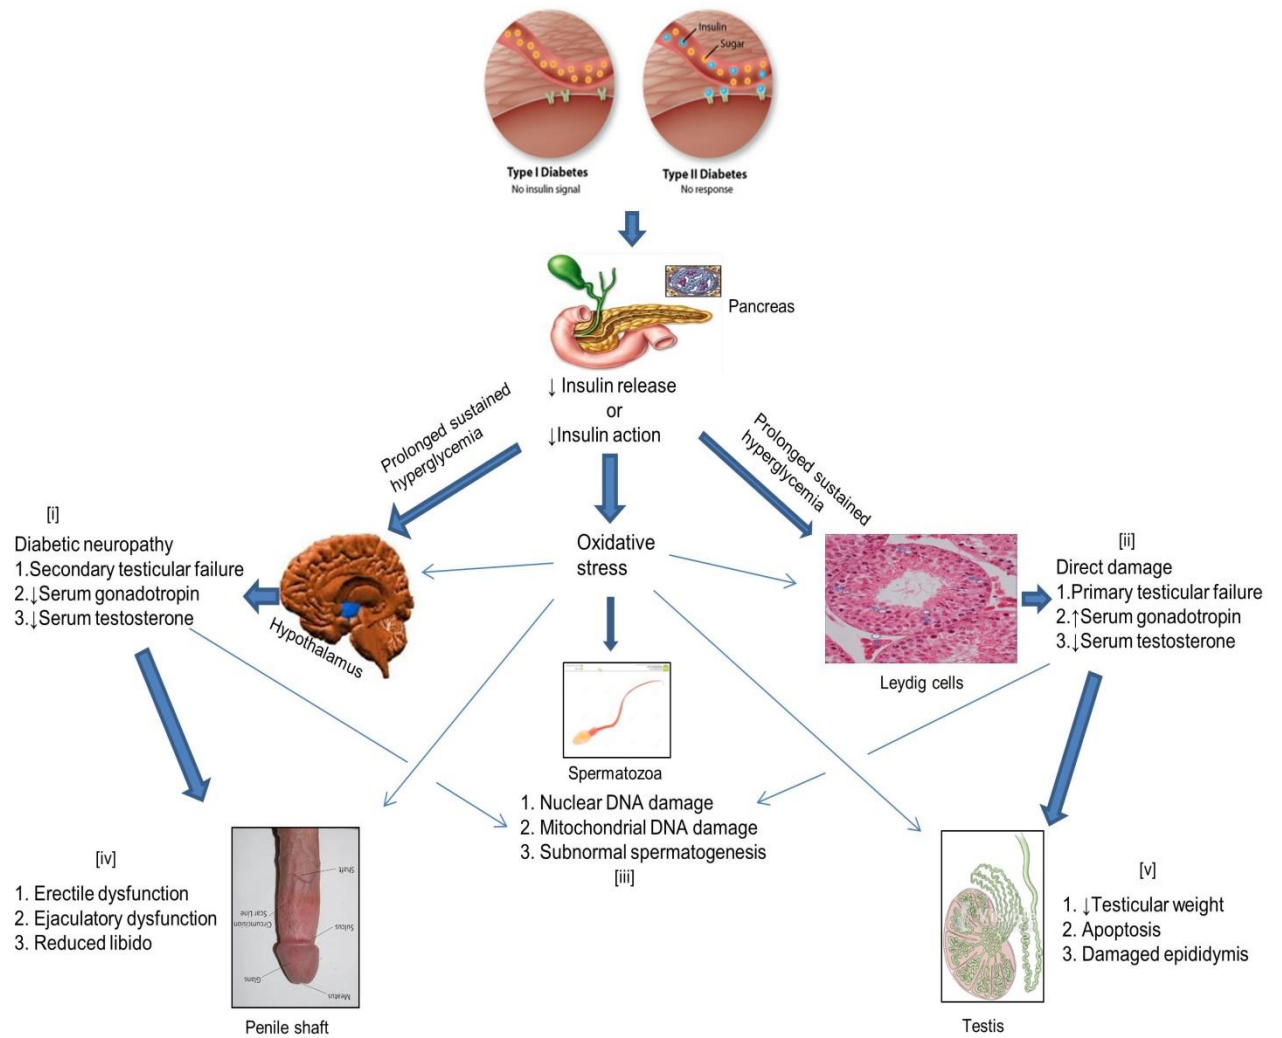 Insulin
Sugar
Type I Diabetes
No insulin signal
Type II Diabetes
No response
Pancreas
↓ Insulin release
or
↓Insulin action
Prolonged sustained
hyperglycemia
Prolonged sustained
hyperglycemia
[i]
Diabetic neuropathy
1.Secondary testicular failure
2.↓Serum gonadotropin
3.↓Serum testosterone
Hypothalamus
Oxidative
stress
[ii]
Direct damage
1.Primary testicular failure
2.↑Serum gonadotropin
3.↓Serum testosterone
Leydig cells
Spermatozoa
1. Nuclear DNA damage
2. Mitochondrial DNA damage
3. Subnormal spermatogenesis
[iii]
[iv]
1. Erectile dysfunction
2. Ejaculatory dysfunction
3. Reduced libido
Shaft
Circumcision
Scar Line
Sulcus
Glans
Meatus
Penile shaft
[v]
1. ↓Testicular weight
2. Apoptosis
3. Damaged epididymis
Testis